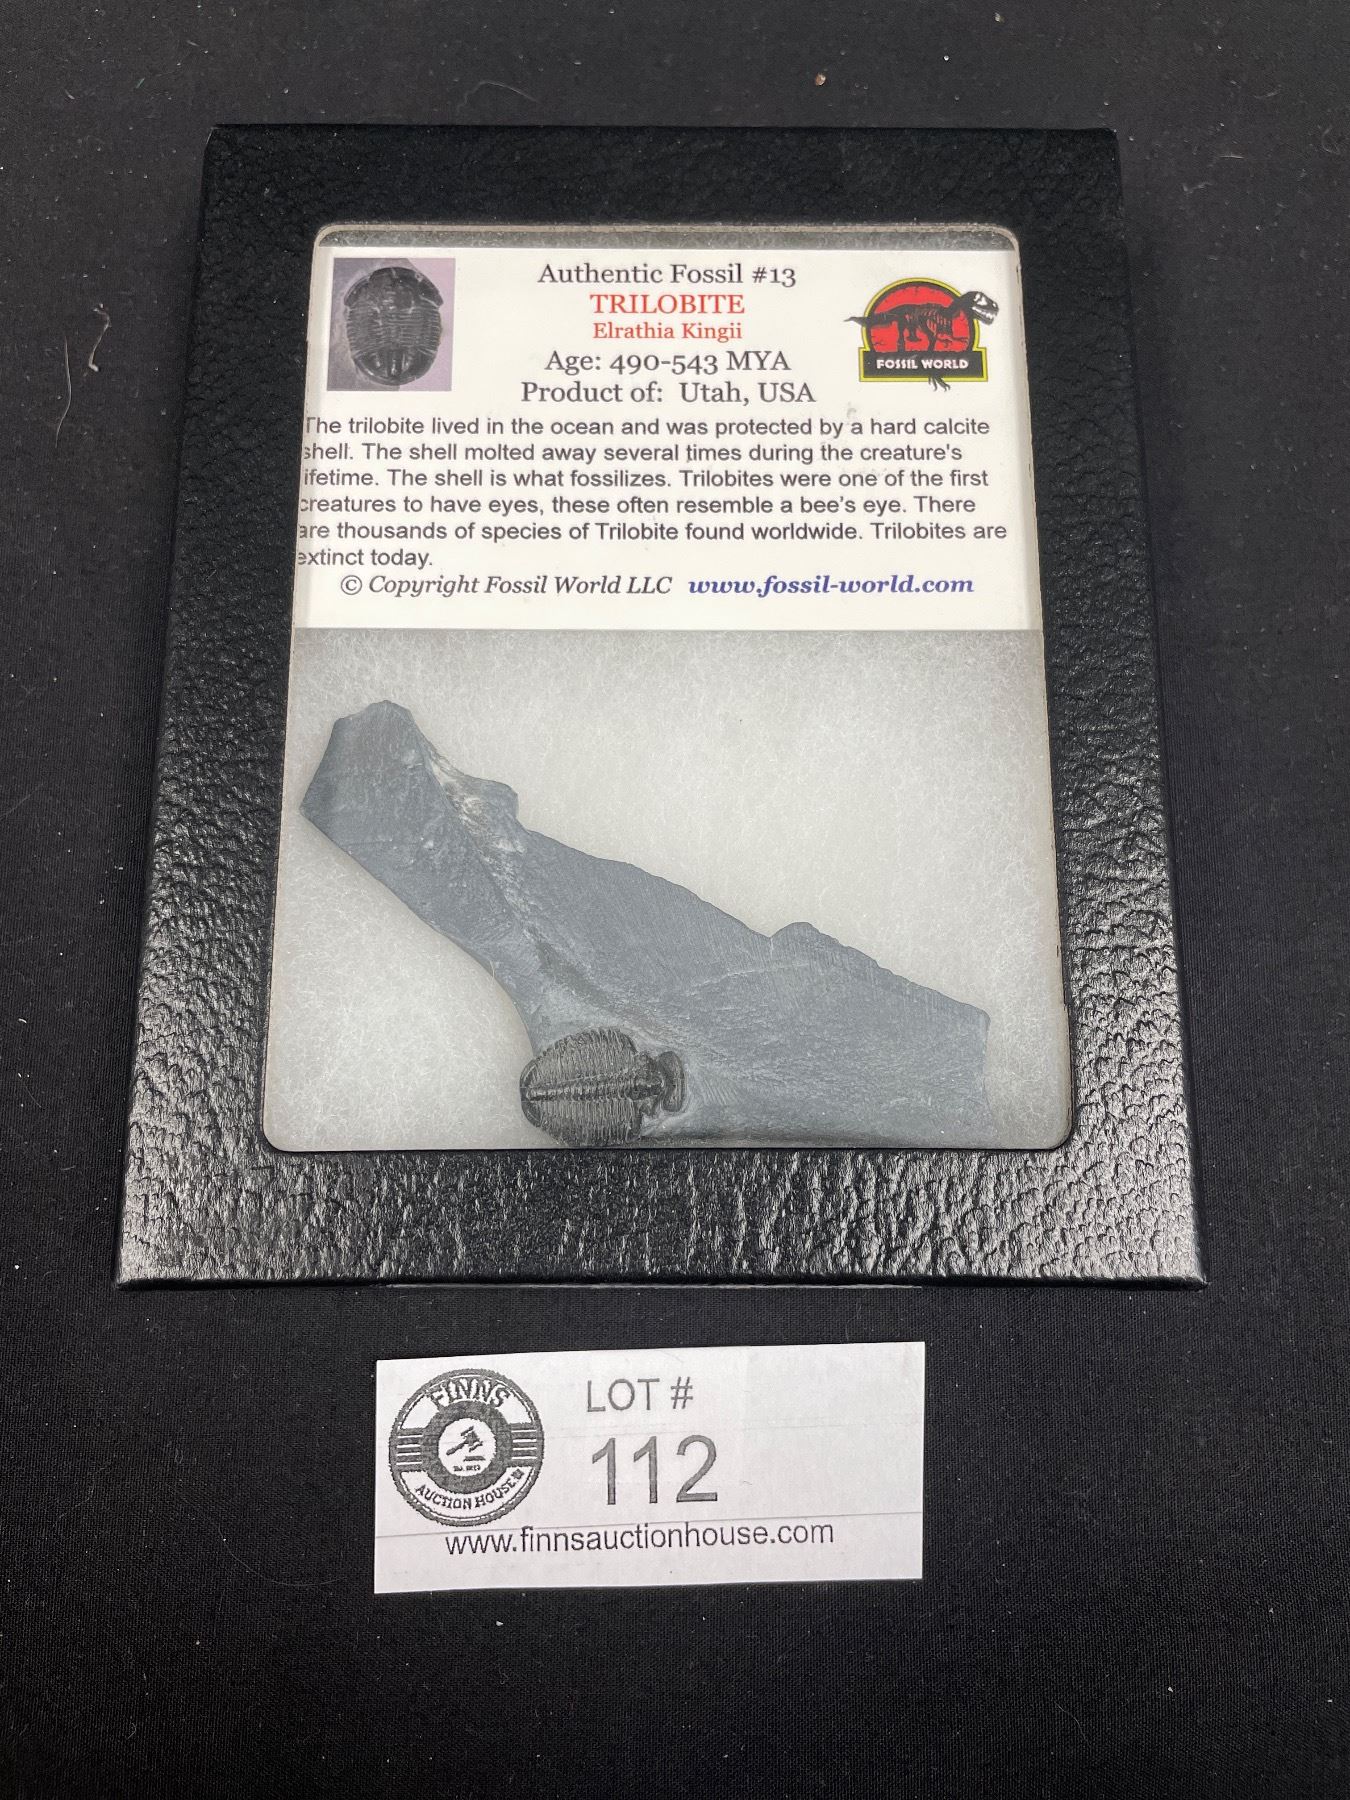 Authentic Fossil #13
TRILOBITE
Elrathia Kingii
Age: 490-543 MYA
Product of: Utah, USA
FOSSIL WORLD
The trilobite lived in the ocean and was protected by a hard calcite
shell. The shell molted away several times during the creature's
lifetime. The shell is what fossilizes. Trilobites were one of the first
creatures to have eyes, these often resemble a bee's eye. There
are thousands of species of Trilobite found worldwide. Trilobites are
extinct today.
© Copyright Fossil World LLC www.fossil-world.com
FINNS
AUCTION HOUSE
LOT #
112
www.finnsauctionhouse.com